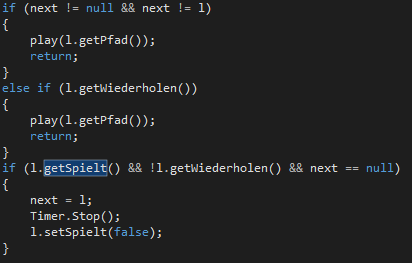 if (next != null && next != l)
{
play(l.getPfad());
return;
}
else if (l.getWiederholen())
{
play(l.getPfad());
return;
}
if (l.getSpielt() && !l.getWiederholen() && next == null)
{
next = l;
Timer.Stop();
l.setSpielt(false);
}